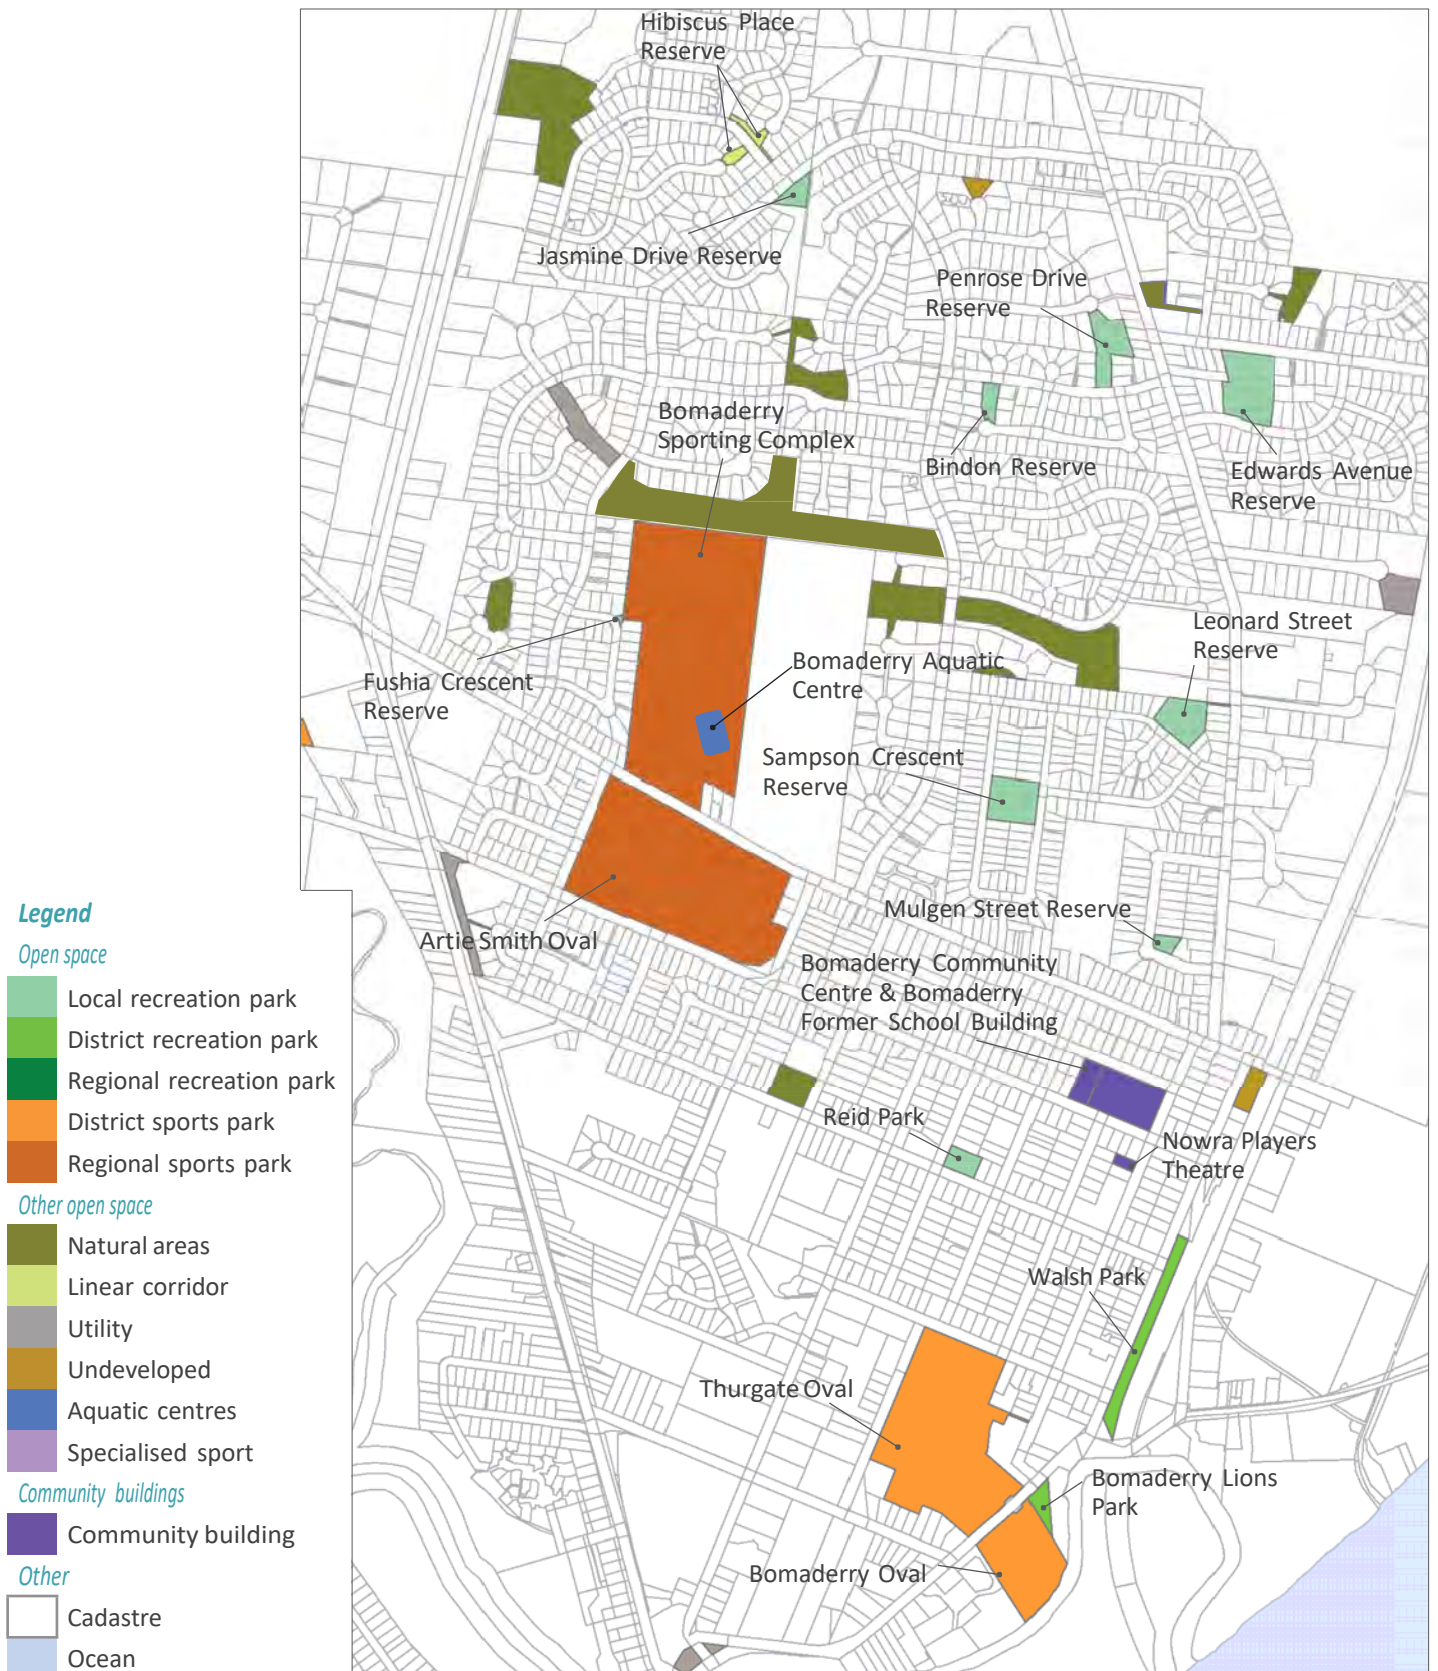 Hibiscus Place
Reserve
Jasmine Drive Reserve
Penrose Drive
Reserve
Bomaderry
Sporting Complex
Bindon Reserve
Edwards Avenue
Reserve
Leonard Street
Reserve
Fushia Crescent
Reserve
Bomaderry Aquatic
Centre
Sampson Crescent
Reserve
Mulgen Street Reserve
Artie Smith Oval
Bomaderry Community
Centre & Bomaderry
Former School Building
Reid Park
Nowra Players
Theatre
Walsh Park
Thurgate Oval
Bomaderry Lions
Park
Bomaderry Oval
Legend
Open space
Local recreation park
District recreation park
Regional recreation park
District sports park
Regional sports park
Other open space
Natural areas
Linear corridor
Utility
Undeveloped
Aquatic centres
Specialised sport
Community buildings
Community building
Other
Cadastre
Ocean